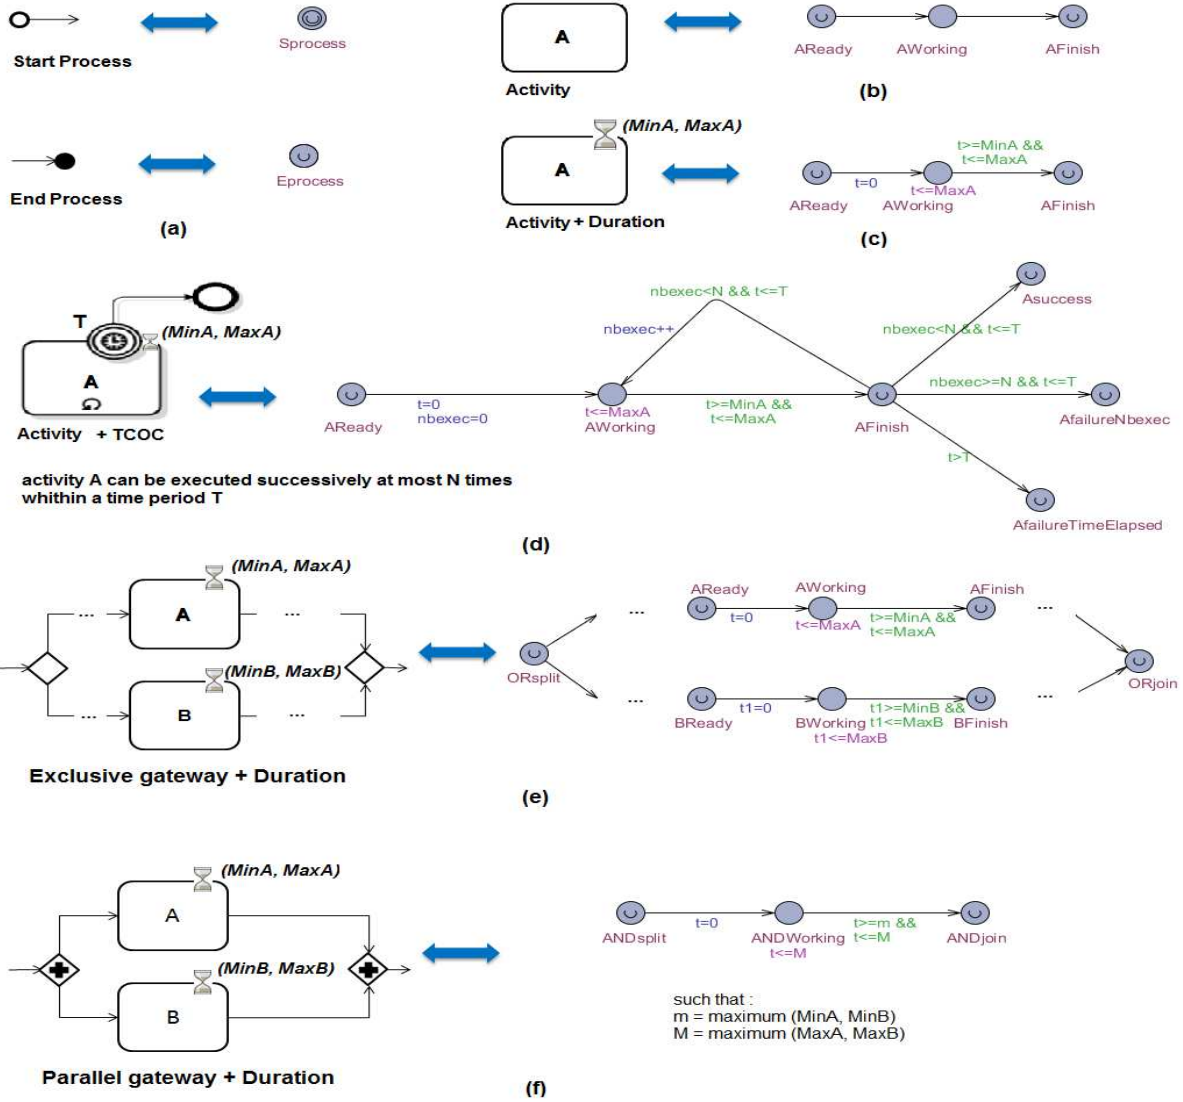 Start Process
Sprocess
End Process
Eprocess
(a)
A
Activity
AReady
AWorking
AFinish
(b)
(MinA, MaxA)
A
Activity + Duration
t=0
t>=MinA &&
t<=MaxA
t<=MaxA
AReady
AWorking
AFinish
(c)
T
(MinA, MaxA)
A
Activity + TCOC
activity A can be executed successively at most N times
whithin a time period T
AReady
t=0
nbexec=0
t<=MaxA
AWorking
nbexec++
nbexec<N && t<=T
t>=MinA &&
t<=MaxA
AFinish
Asuccess
nbexec<N && t<=T
nbexec>=N && t<=T
AfailureNbexec
t>T
AfailureTimeElapsed
(d)
(MinA, MaxA)
...
A
...
(MinB, MaxB)
...
B
...
Exclusive gateway + Duration
ORsplit
...
AReady
t=0
AWorking
t<=MaxA
t>=MinA &&
t<=MaxA
AFinish
...
...
BReady
t1=0
BWorking
t1<=MaxB
t1>=MinB &&
t1<=MaxB
BFinish
...
ORjoin
(e)
(MinA, MaxA)
A
(MinB, MaxB)
B
Parallel gateway + Duration
ANDsplit
t=0
ANDWorking
t<=M
t>=m &&
t<=M
ANDjoin
such that :
m = maximum (MinA, MinB)
M = maximum (MaxA, MaxB)
(f)